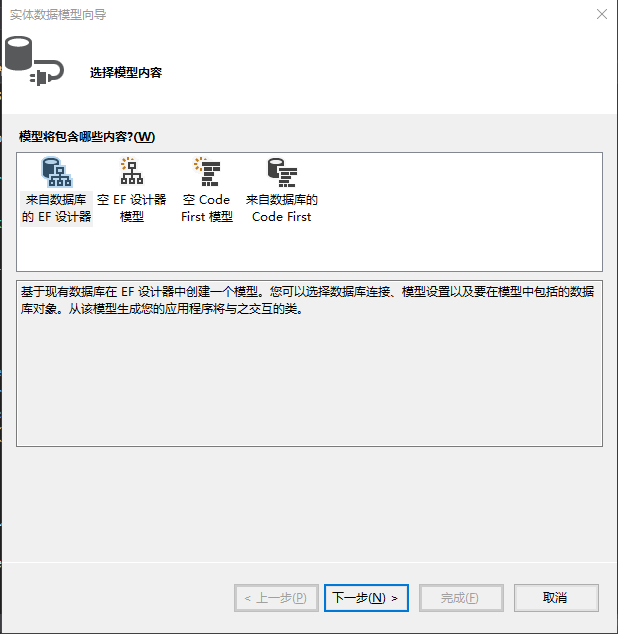 实体数据模型向导
选择模型内容
模型将包含哪些内容?(W)
来自数据库
的 EF 设计器
空 EF 设计器
模型
空 Code
First 模型
来自数据库的
Code First
基于现有数据库在 EF 设计器中创建一个模型。您可以选择数据库连接、模型设置以及要在模型中包括的数据
库对象。从该模型生成您的应用程序将与之交互的类。
< 上一步(P)
下一步(N) >
完成(F)
取消